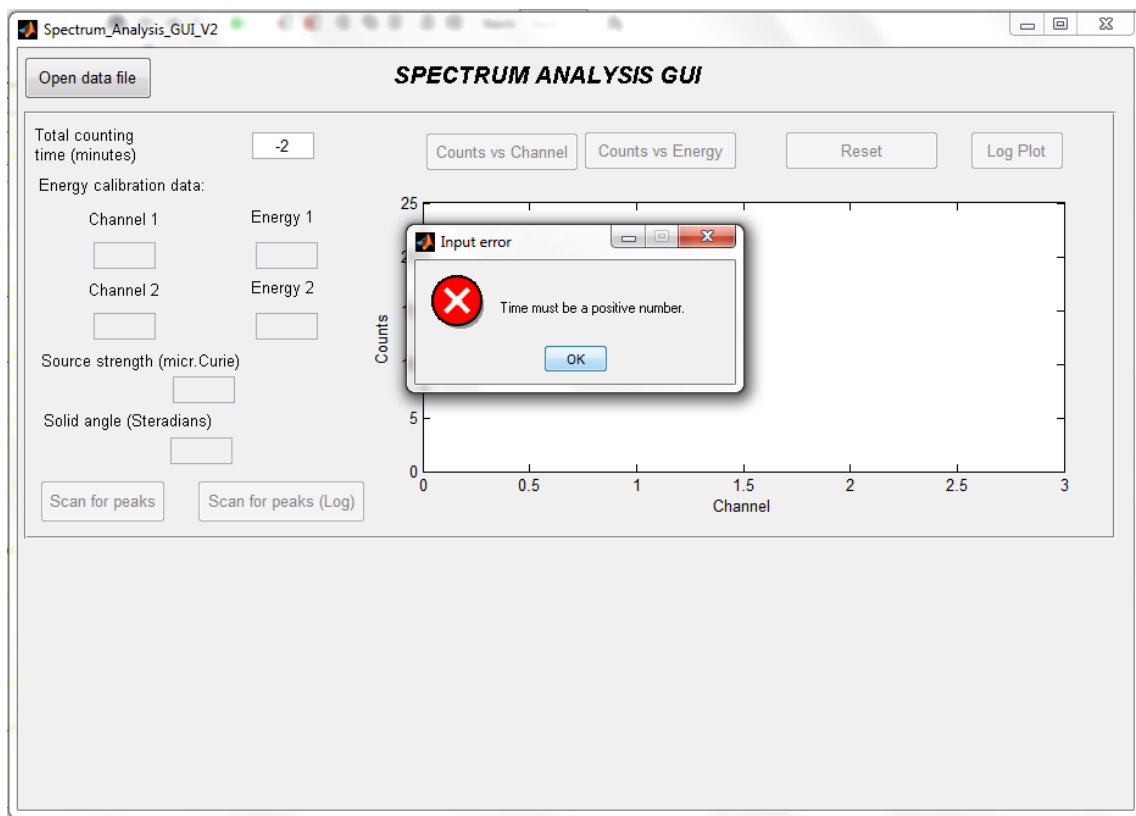 Spectrum_Analysis_GUI_V2
Open data file
SPECTRUM ANALYSIS GUI
Total counting
time (minutes)
-2
Counts vs Channel
Counts vs Energy
Reset
Log Plot
Energy calibration data:
Channel 1
Energy 1
Channel 2
Energy 2
Source strength (micr.Curie)
Solid angle (Steradians)
Scan for peaks
Scan for peaks (Log)
25
Input error
Time must be a positive number.
OK
Counts
5
0
0
0.5
1
1.5
2
2.5
3
Channel